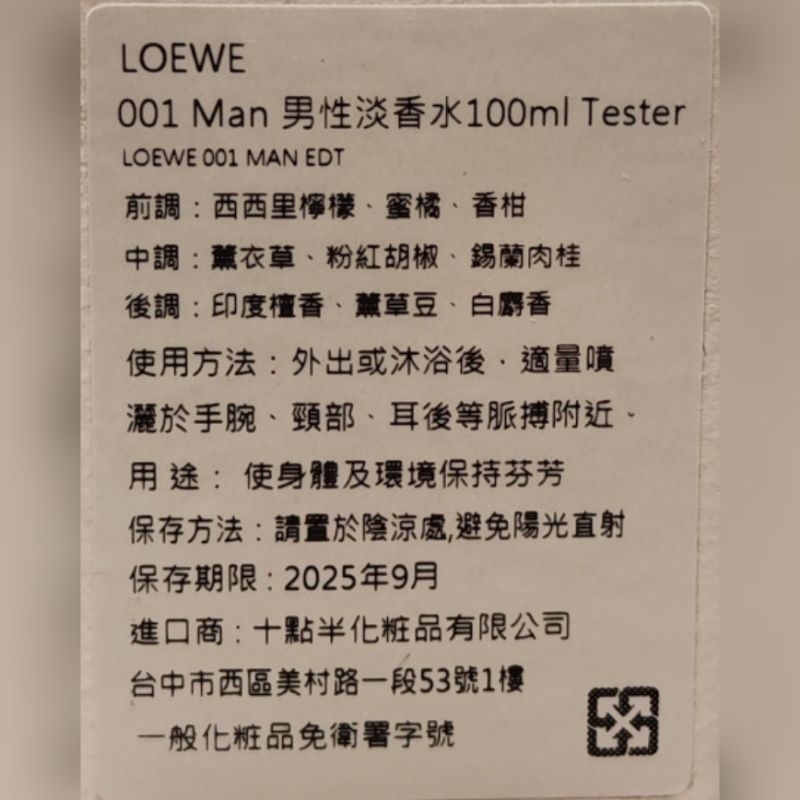 LOEWE
001 Man 男性淡香水100ml Tester
LOEWE 001 MAN EDT
前調：西西里檸檬、蜜橘、香柑
中調：薰衣草、粉紅胡椒、錫蘭肉桂
後調：印度檀香、薰草豆、白麝香
使用方法：外出或沐浴後，適量噴
灑於手腕、頸部、耳後等脈搏附近。
用 途： 使身體及環境保持芬芳
保存方法：請置於陰涼處,避免陽光直射
保存期限：2025年9月
進口商：十點半化粧品有限公司
台中市西區美村路一段53號1樓
一般化粧品免衛署字號